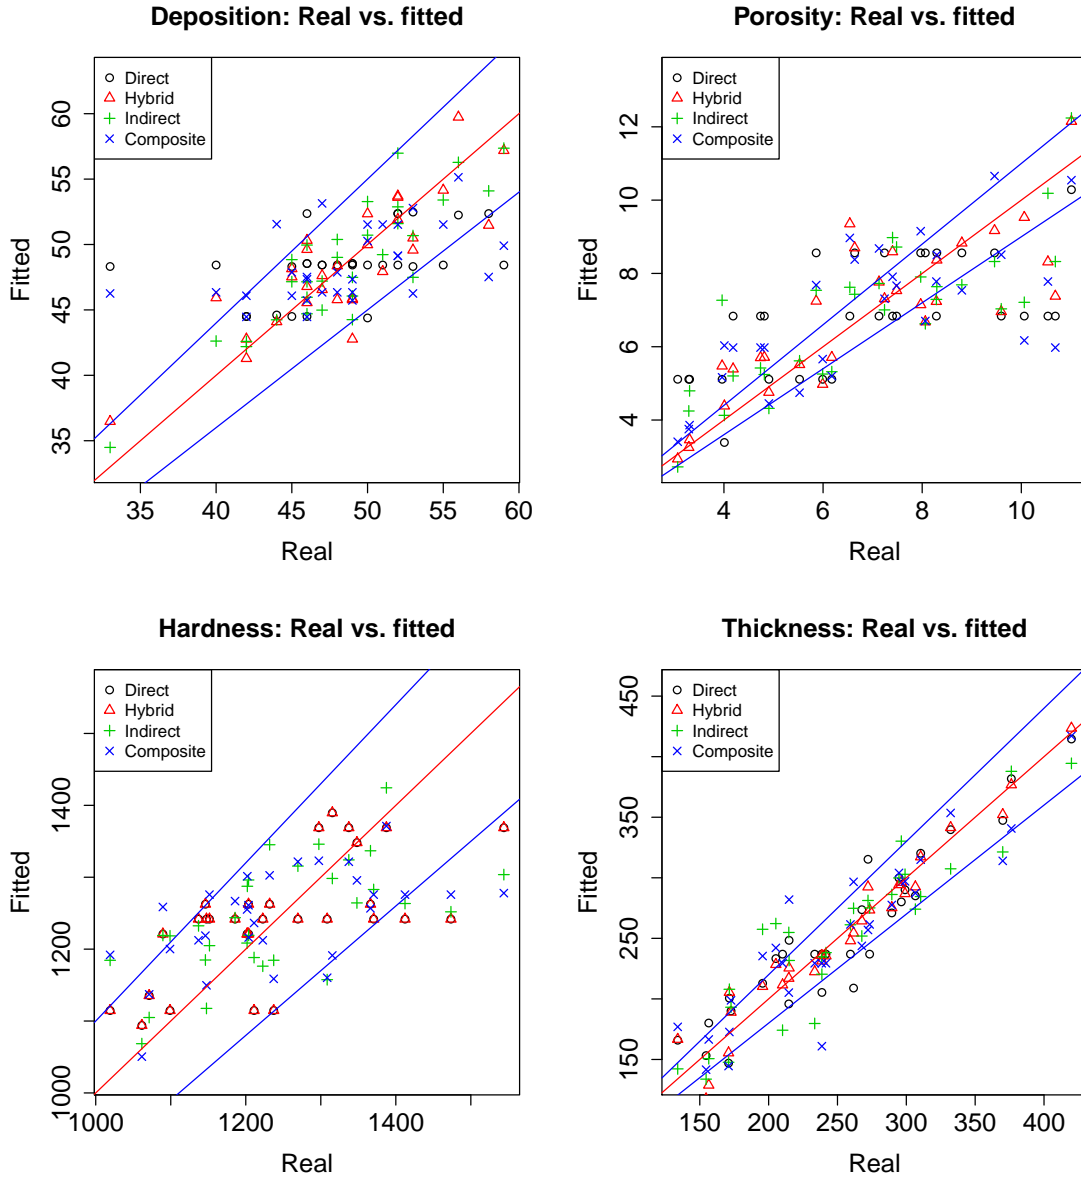 Deposition: Real vs. fitted
Direct
Hybrid
Indirect
Composite
Fitted
35 40 45 50 55 60
35 40 45 50 55 60
Real
Porosity: Real vs. fitted
Direct
Hybrid
Indirect
Composite
Fitted
4 6 8 10 12
4 6 8 10
Real
Hardness: Real vs. fitted
Direct
Hybrid
Indirect
Composite
Fitted
1000 1200 1400
1000 1200 1400
Real
Thickness: Real vs. fitted
Direct
Hybrid
Indirect
Composite
Fitted
150 250 350 450
150 200 250 300 350 400
Real